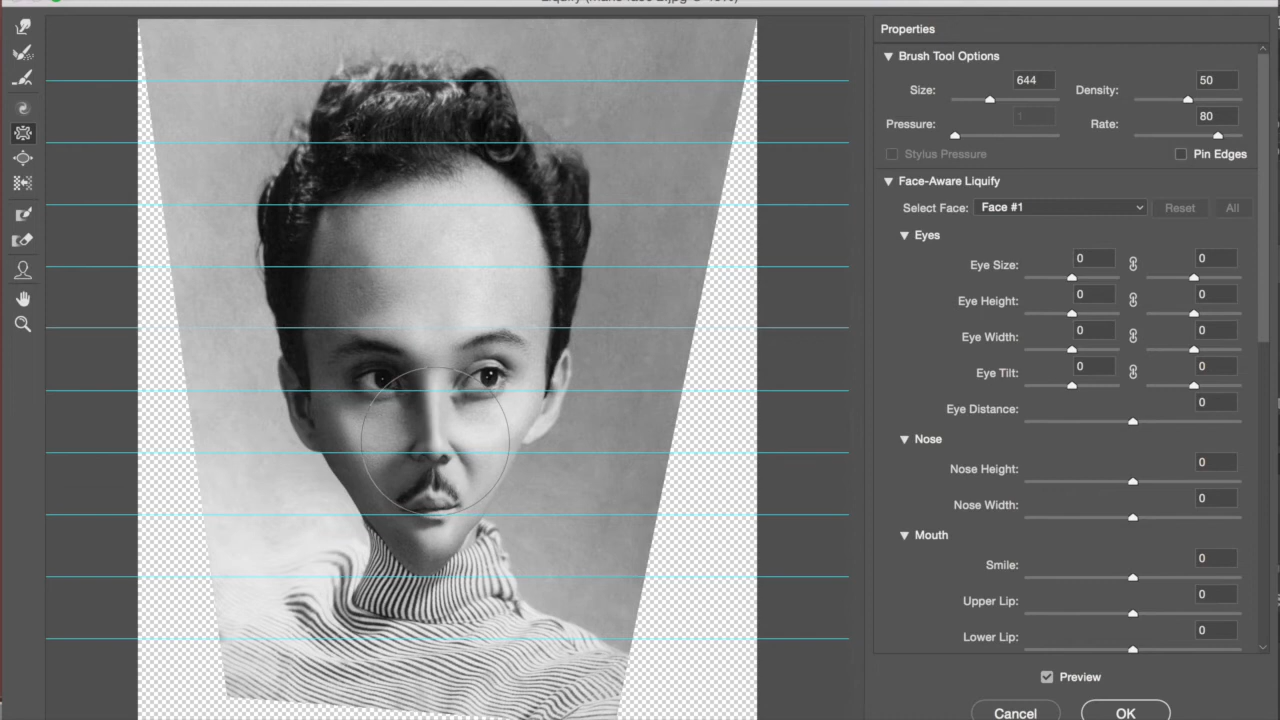 Properties
Brush Tool Options
Size: 644 Density: 50
Pressure: 1 Rate: 80
Stylus Pressure Pin Edges
Face-Aware Liquify
Select Face: Face #1 Reset All
Eyes
Eye Size: 0 0
Eye Height: 0 0
Eye Width: 0 0
Eye Tilt: 0 0
Eye Distance: 0
Nose
Nose Height: 0
Nose Width: 0
Mouth
Smile: 0
Upper Lip: 0
Lower Lip: 0
Preview
Cancel OK